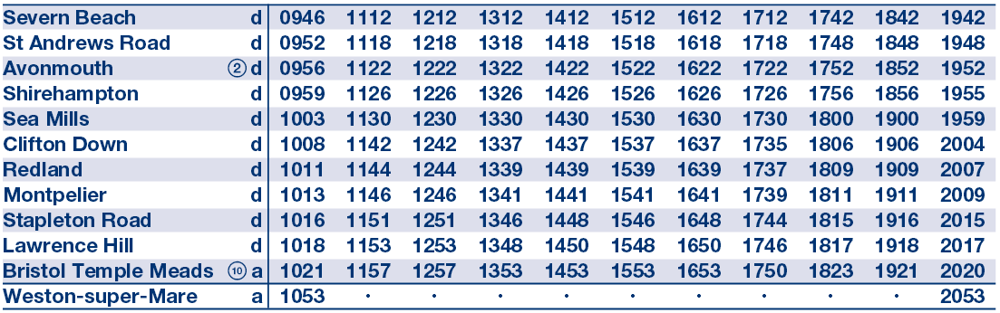 Severn Beach d 0946 1112 1212 1312 1412 1512 1612 1712 1742 1842 1942
St Andrews Road d 0952 1118 1218 1318 1418 1518 1618 1718 1748 1848 1948
Avonmouth ② d 0956 1122 1222 1322 1422 1522 1622 1722 1752 1852 1952
Shirehampton d 0959 1126 1226 1326 1426 1526 1626 1726 1756 1856 1955
Sea Mills d 1003 1130 1230 1330 1430 1530 1630 1730 1800 1900 1959
Clifton Down d 1008 1142 1242 1337 1437 1537 1637 1735 1806 1906 2004
Redland d 1011 1144 1244 1339 1439 1539 1639 1737 1809 1909 2007
Montpelier d 1013 1146 1246 1341 1441 1541 1641 1739 1811 1911 2009
Stapleton Road d 1016 1151 1251 1346 1448 1546 1648 1744 1815 1916 2015
Lawrence Hill d 1018 1153 1253 1348 1450 1548 1650 1746 1817 1918 2017
Bristol Temple Meads ⑩ a 1021 1157 1257 1353 1453 1553 1653 1750 1823 1921 2020
Weston-super-Mare a 1053 · · · · · · · · · 2053